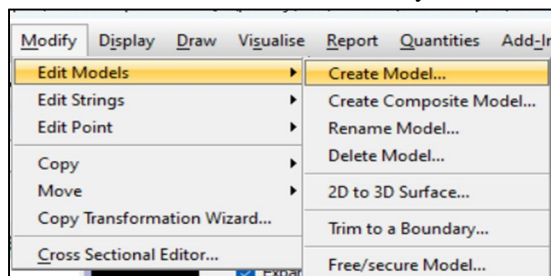 Modify Display Draw Visualise Report Quantities Add-I
Edit Models
Edit Strings
Edit Point
Copy
Move
Copy Transformation Wizard...
Cross Sectional Editor...
Create Model...
Create Composite Model...
Rename Model...
Delete Model...
2D to 3D Surface...
Trim to a Boundary...
Free/secure Model...